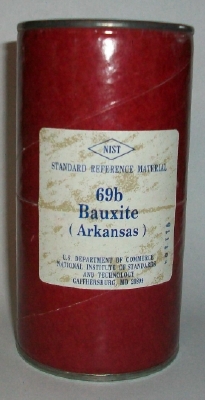 NIST
STANDARD REFERENCE MATERIAL
69b
Bauxite
( Arkansas )
U.S. DEPARTMENT OF COMMERCE
NATIONAL INSTITUTE OF STANDARDS
AND TECHNOLOGY
GAITHERSBURG, MD 20899